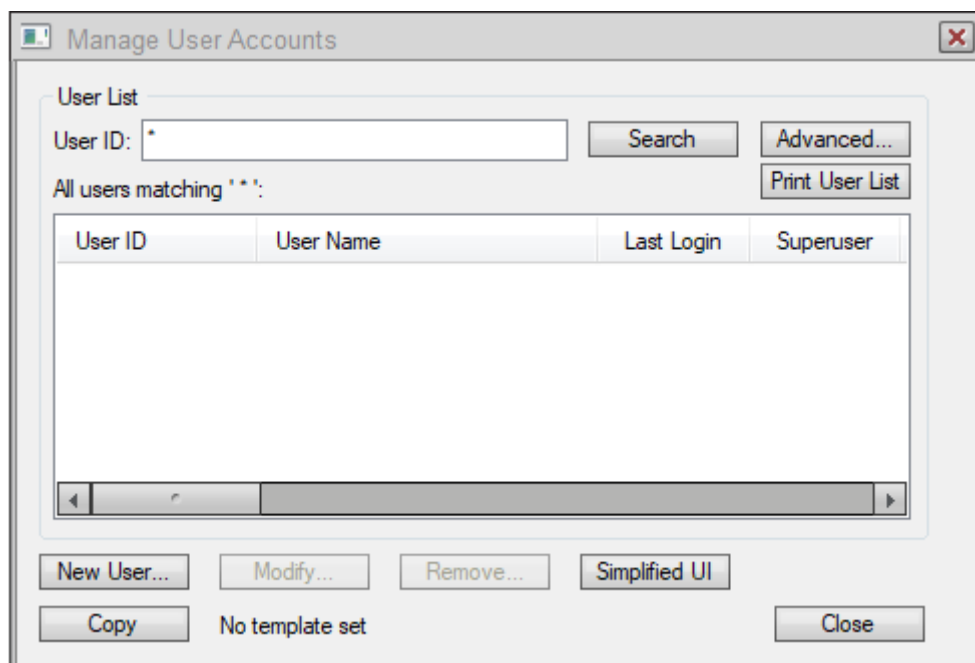 Manage User Accounts
User List
User ID: * Search Advanced...
All users matching ' * ': Print User List
User ID User Name Last Login Superuser
New User... Modify... Remove... Simplified UI
Copy No template set Close